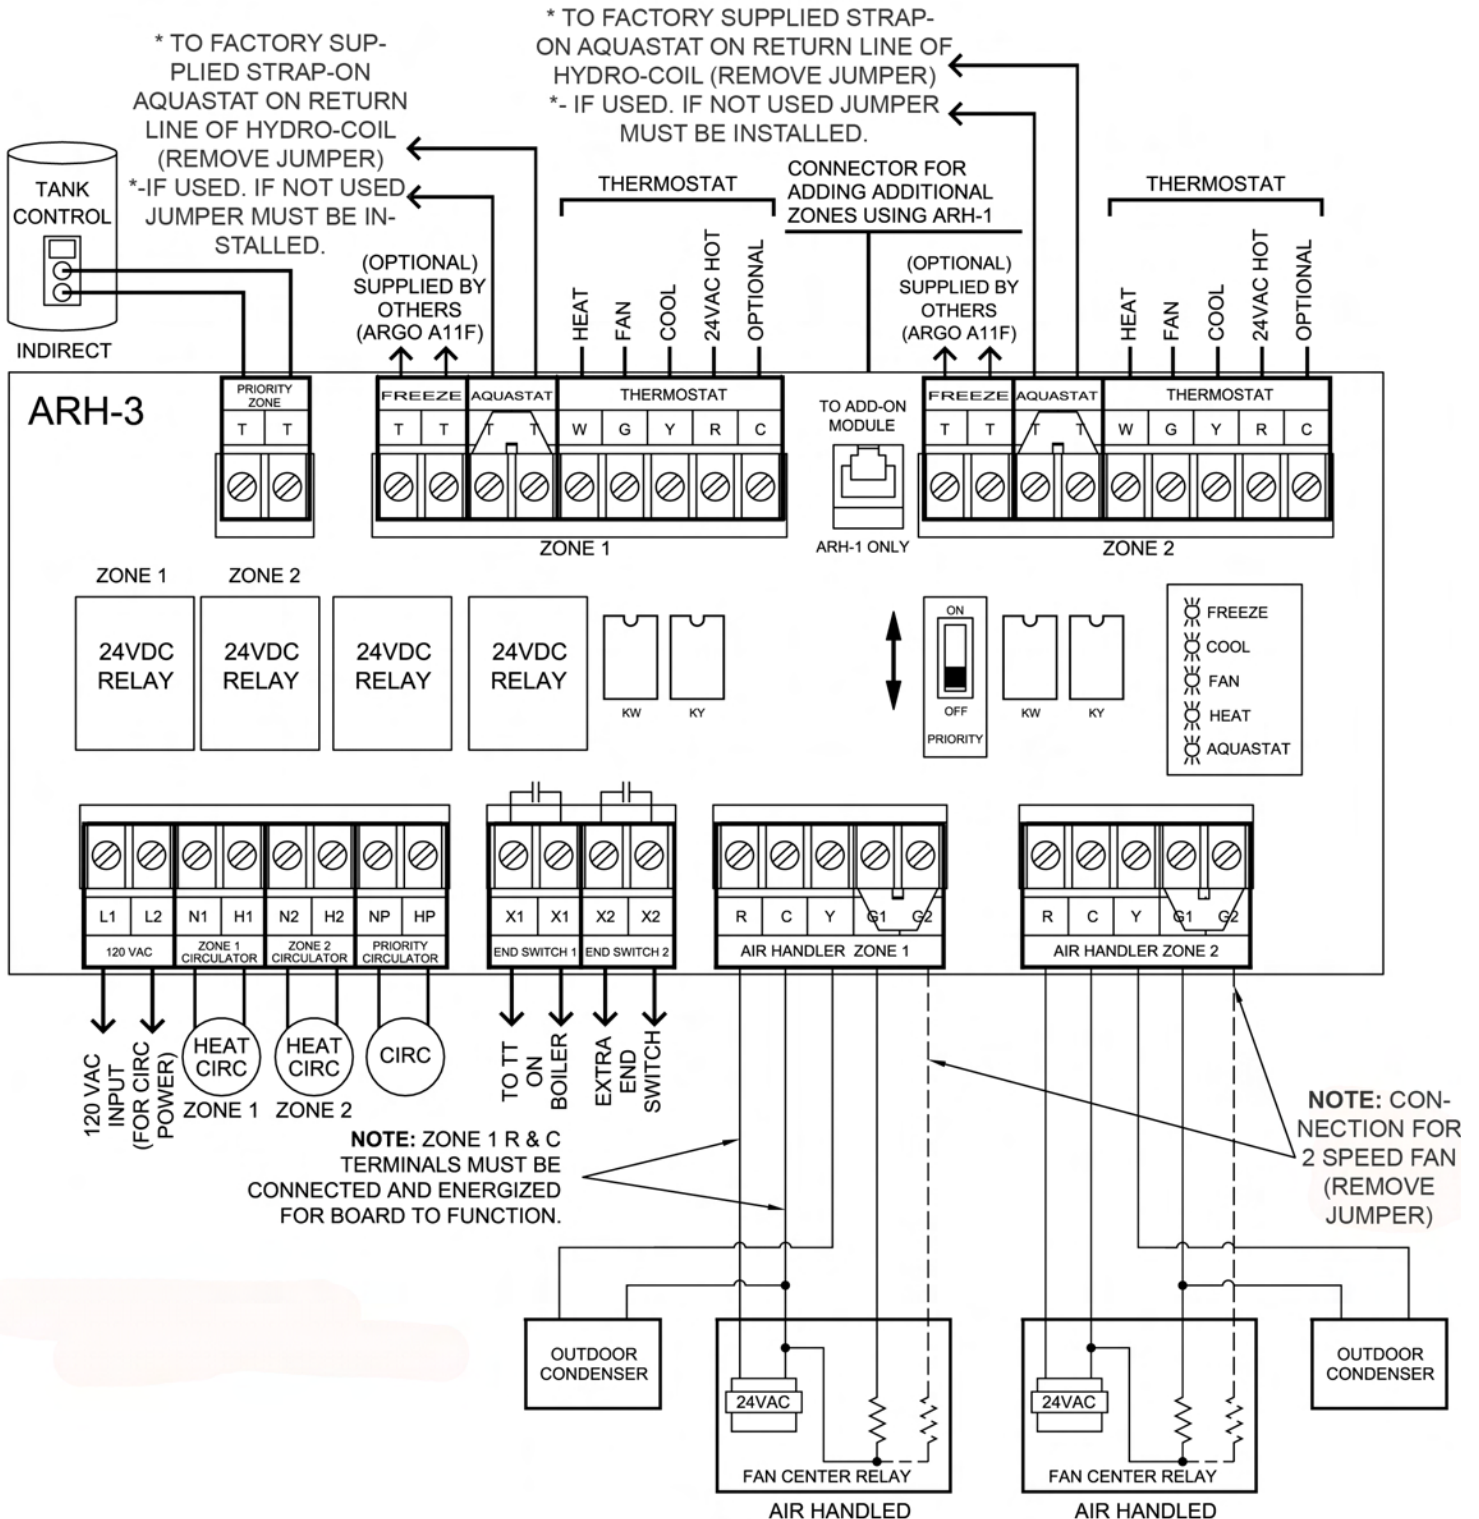 * TO FACTORY SUP-
PLIED STRAP-ON
AQUASTAT ON RETURN
LINE OF HYDRO-COIL
(REMOVE JUMPER)
*-IF USED. IF NOT USED
JUMPER MUST BE IN-
STALLED.
* TO FACTORY SUPPLIED STRAP-
ON AQUASTAT ON RETURN LINE OF
HYDRO-COIL (REMOVE JUMPER)
*- IF USED. IF NOT USED JUMPER
MUST BE INSTALLED.
TANK
CONTROL
INDIRECT
(OPTIONAL)
SUPPLIED BY
OTHERS
(ARGO A11F)
THERMOSTAT
HEAT
FAN
COOL
24VAC HOT
OPTIONAL
CONNECTOR FOR
ADDING ADDITIONAL
ZONES USING ARH-1
(OPTIONAL)
SUPPLIED BY
OTHERS
(ARGO A11F)
THERMOSTAT
HEAT
FAN
COOL
24VAC HOT
OPTIONAL
ARH-3
PRIORITY
ZONE
T T
FREEZE AQUASTAT THERMOSTAT
T T T T W G Y R C
ZONE 1
TO ADD-ON
MODULE
ARH-1 ONLY
FREEZE AQUASTAT THERMOSTAT
T T T T W G Y R C
ZONE 2
ZONE 1
24VDC
RELAY
ZONE 2
24VDC
RELAY
24VDC
RELAY
24VDC
RELAY
KW
KY
ON
OFF
PRIORITY
KW
KY
FREEZE
COOL
FAN
HEAT
AQUASTAT
L1 L2 N1 H1 N2 H2 NP HP
120 VAC
ZONE 1
CIRCULATOR
ZONE 2
CIRCULATOR
PRIORITY
CIRCULATOR
X1 X1 X2 X2
END SWITCH 1 END SWITCH 2
R C Y G1 G2
AIR HANDLER ZONE 1
R C Y G1 G2
AIR HANDLER ZONE 2
120 VAC
INPUT
(FOR CIRC
POWER)
HEAT
CIRC
ZONE 1
HEAT
CIRC
ZONE 2
CIRC
TO TT
ON
BOILER
EXTRA
END
SWITCH
NOTE: ZONE 1 R & C
TERMINALS MUST BE
CONNECTED AND ENERGIZED
FOR BOARD TO FUNCTION.
NOTE: CON-
NECTION FOR
2 SPEED FAN
(REMOVE
JUMPER)
OUTDOOR
CONDENSER
24VAC
FAN CENTER RELAY
AIR HANDLED
24VAC
FAN CENTER RELAY
AIR HANDLED
OUTDOOR
CONDENSER